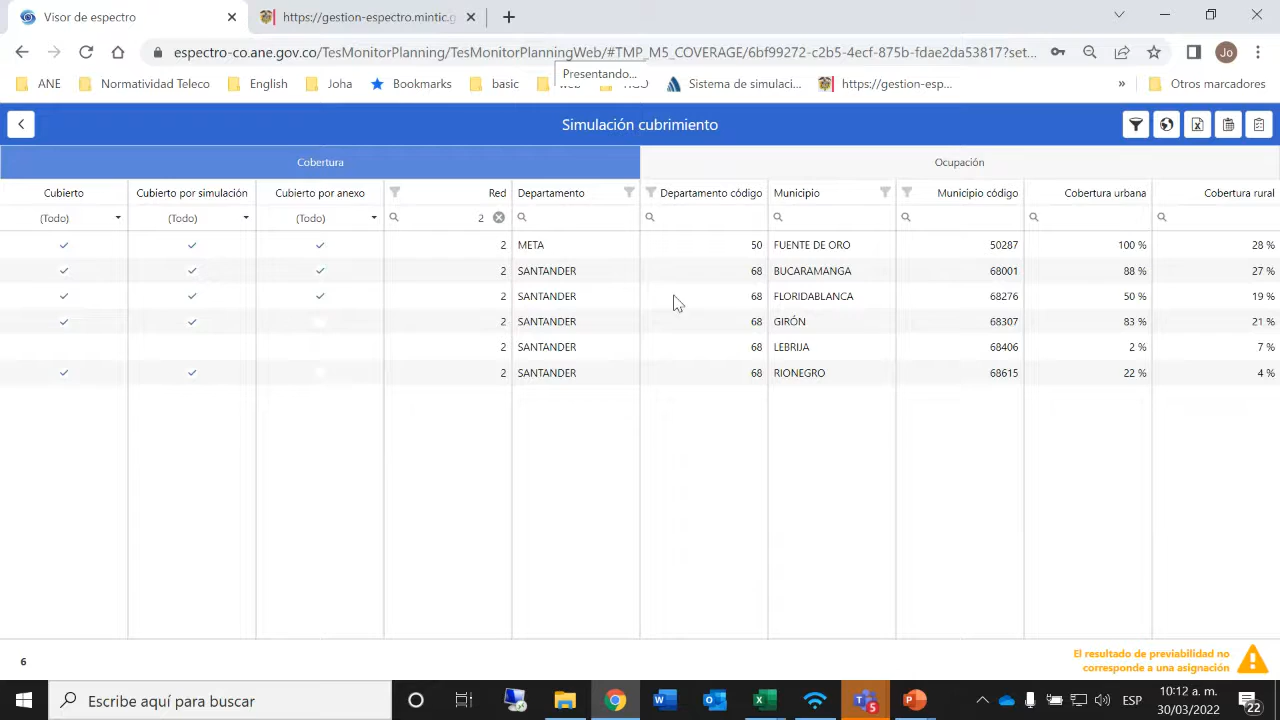 Visor de espectro
https://gestion-espectro.mintic.g
espectro-co.ane.gov.co/TesMonitorPlanning/TesMonitorPlanningWeb/#TMP_M5_COVERAGE/6bf99272-c2b5-4ecf-875b-fdae2da53817?set...
Jo
Presentando...
ANE Normatividad Teleco English Joha Bookmarks basic Sistema de simulaci... https://gestion-esp... » Otros marcadores
Simulación cubrimiento
Cobertura Ocupación
Cubierto Cubierto por simulación Cubierto por anexo Red Departamento Departamento código Municipio Municipio código Cobertura urbana Cobertura rural
(Todo) (Todo) (Todo) 2
2 META 50 FUENTE DE ORO 50287 100 % 28 %
2 SANTANDER 68 BUCARAMANGA 68001 88 % 27 %
2 SANTANDER 68 FLORIDABLANCA 68276 50 % 19 %
2 SANTANDER 68 GIRÓN 68307 83 % 21 %
2 SANTANDER 68 LEBRIJA 68406 2 % 7 %
2 SANTANDER 68 RIONEGRO 68615 22 % 4 %
6
El resultado de previabilidad no
corresponde a una asignación
Escribe aquí para buscar
5
ESP
10:12 a. m.
30/03/2022
22